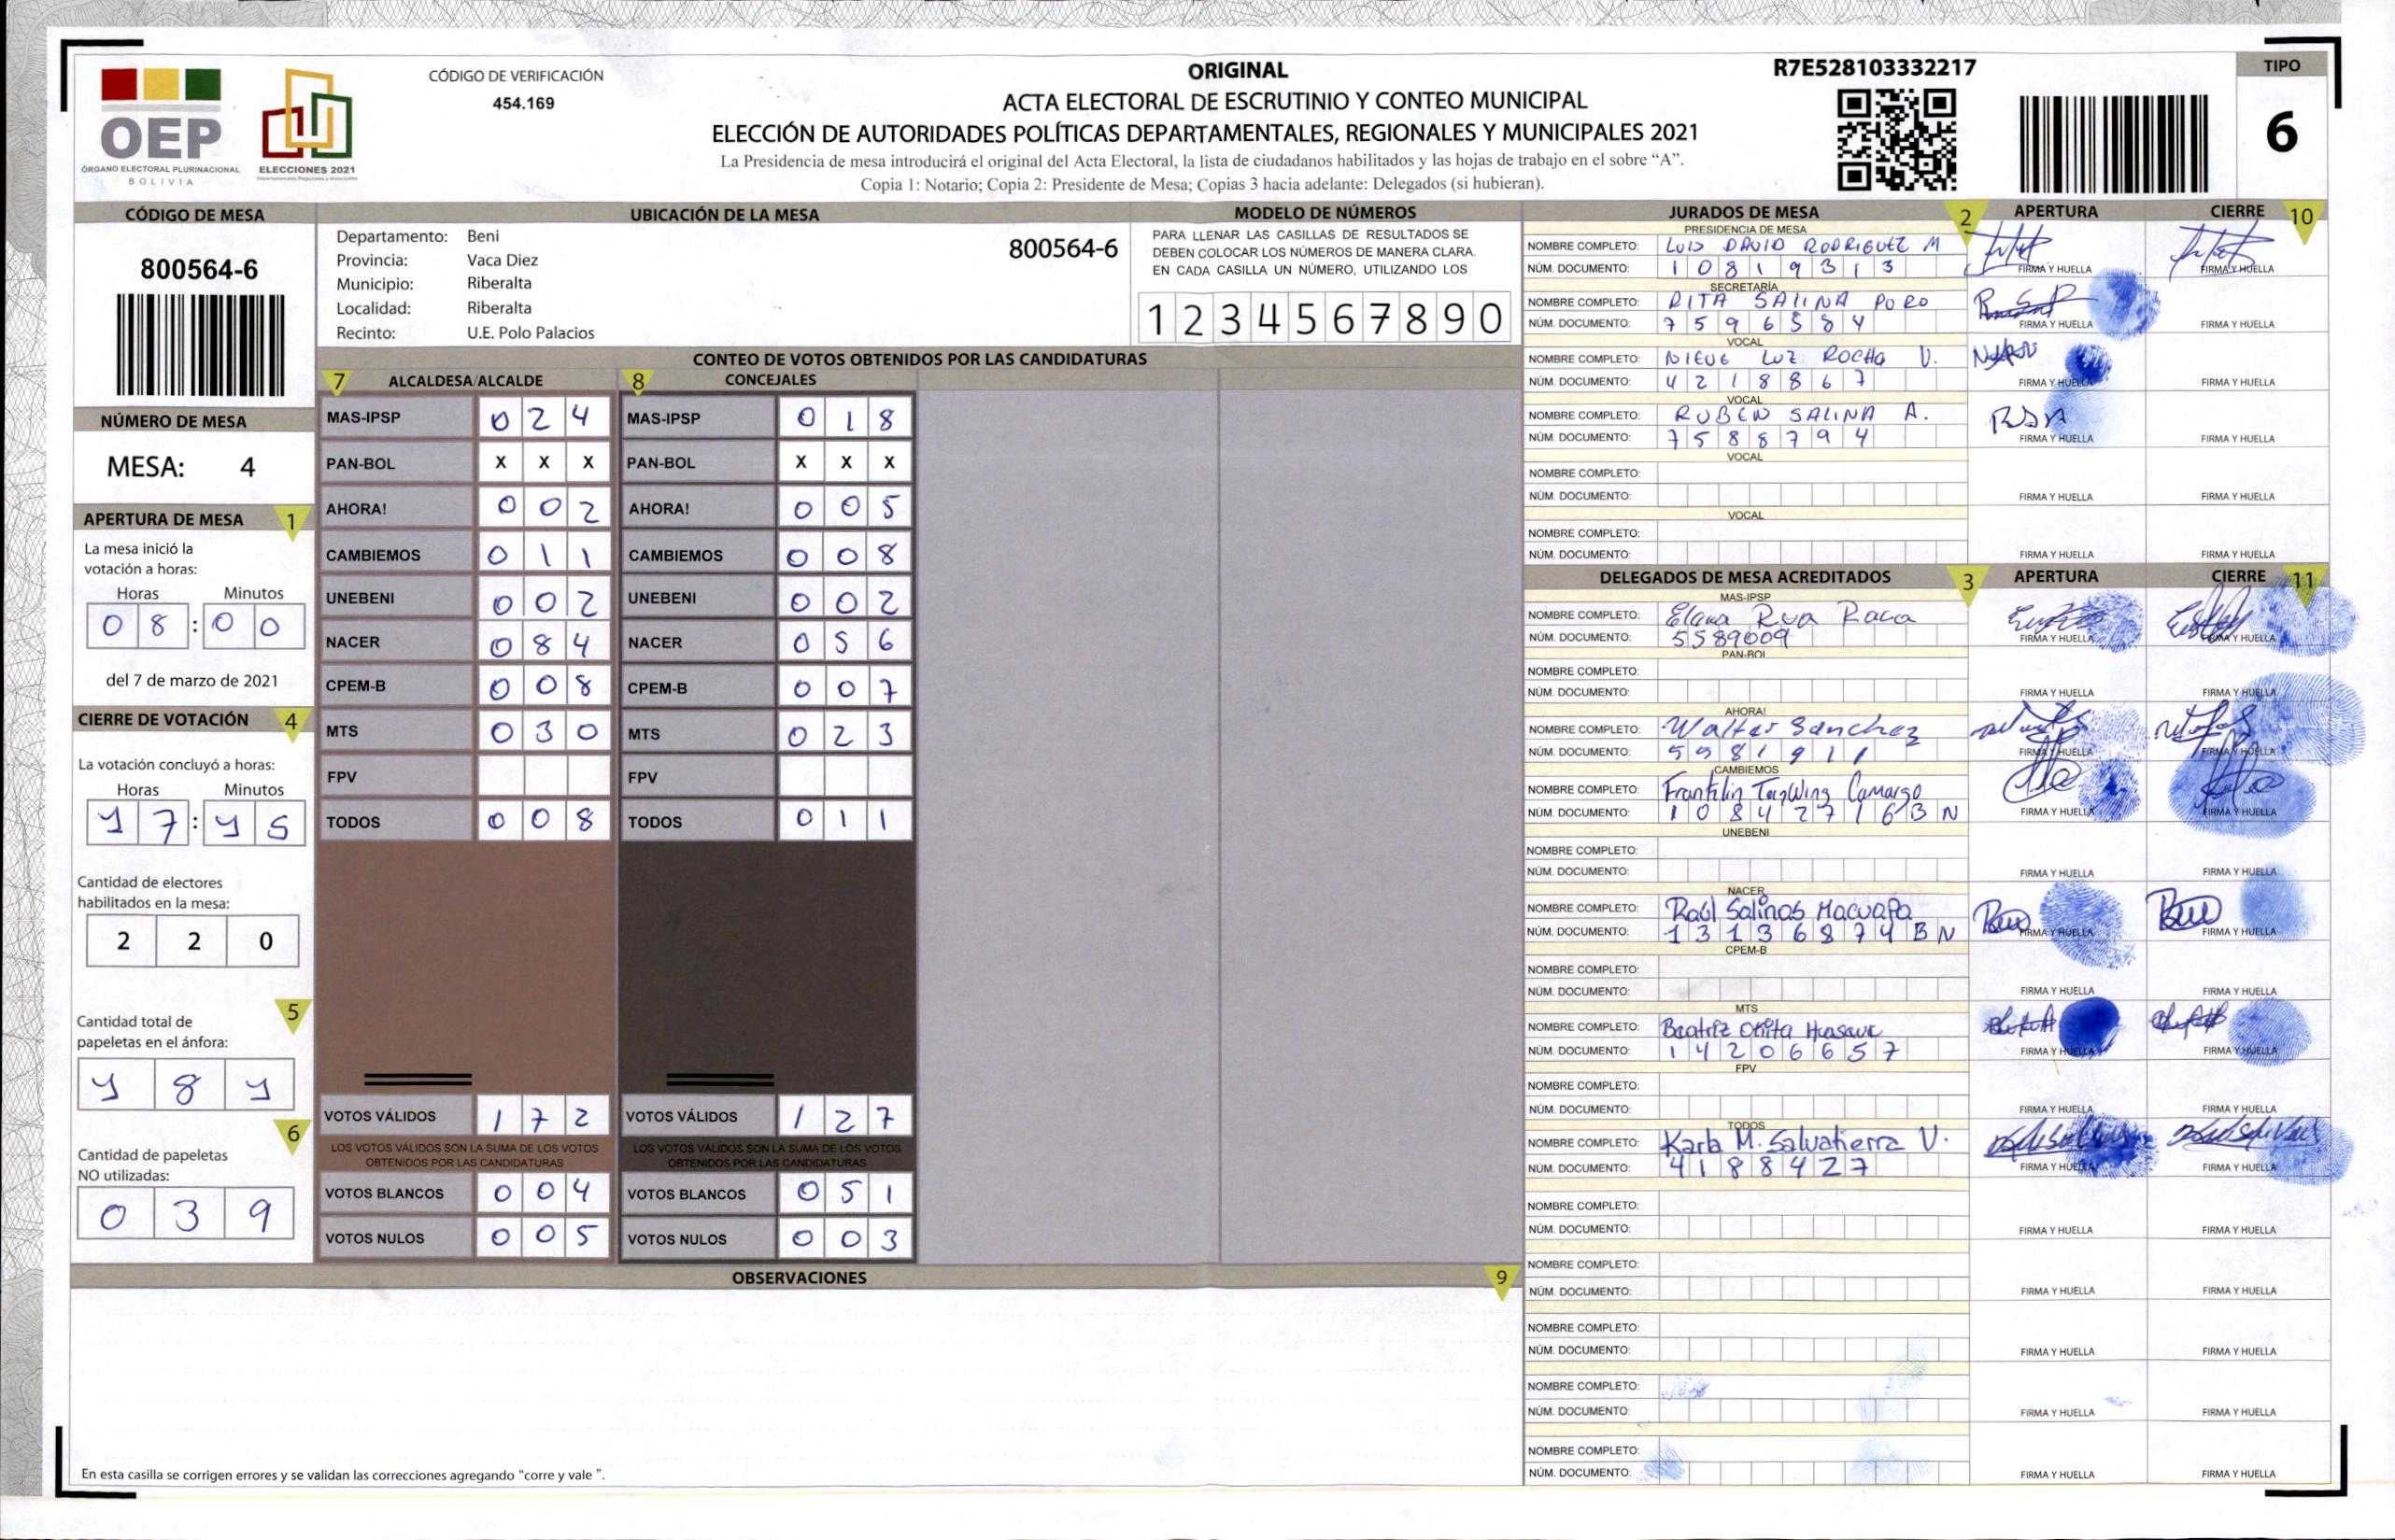 ORIGINAL
ACTA ELECTORAL DE ESCRUTINIO Y CONTEO MUNICIPAL
ELECCIÓN DE AUTORIDADES POLÍTICAS DEPARTAMENTALES, REGIONALES Y MUNICIPALES 2021
La Presidencia de mesa introducirá el original del Acta Electoral, la lista de ciudadanos habilitados y las hojas de trabajo en el sobre “A”.
Copia 1: Notario; Copia 2: Presidente de Mesa; Copias 3 hacia adelante: Delegados (si hubieran).
OEP
ÓRGANO ELECTORAL PLURINACIONAL
BOLIVIA
ELECCIONES 2021
CÓDIGO DE VERIFICACIÓN
454.169
R7E528103332217
TIPO
6
CÓDIGO DE MESA
800564-6
NÚMERO DE MESA
MESA: 4
APERTURA DE MESA 1
La mesa inició la
votación a horas:
Horas Minutos
0 8 : 0 0
del 7 de marzo de 2021
CIERRE DE VOTACIÓN 4
La votación concluyó a horas:
Horas Minutos
1 7 : 1 5
Cantidad de electores
habilitados en la mesa:
2 2 0
5
Cantidad total de
papeletas en el ánfora:
1 8 1
6
Cantidad de papeletas
NO utilizadas:
0 3 9
UBICACIÓN DE LA MESA
Departamento: Beni
Provincia: Vaca Diez
Municipio: Riberalta
Localidad: Riberalta
Recinto: U.E. Polo Palacios
800564-6
MODELO DE NÚMEROS
PARA LLENAR LAS CASILLAS DE RESULTADOS SE
DEBEN COLOCAR LOS NÚMEROS DE MANERA CLARA.
EN CADA CASILLA UN NÚMERO, UTILIZANDO LOS
1 2 3 4 5 6 7 8 9 0
CONTEO DE VOTOS OBTENIDOS POR LAS CANDIDATURAS
7 ALCALDESA/ALCALDE 8 CONCEJALES
MAS-IPSP 0 2 4 MAS-IPSP 0 1 8
PAN-BOL X X X PAN-BOL X X X
AHORA! 0 0 2 AHORA! 0 0 5
CAMBIEMOS 0 1 1 CAMBIEMOS 0 0 8
UNEBENI 0 0 2 UNEBENI 0 0 2
NACER 0 8 4 NACER 0 5 6
CPEM-B 0 0 8 CPEM-B 0 0 7
MTS 0 3 0 MTS 0 2 3
FPV FPV
TODOS 0 0 8 TODOS 0 1 1
VOTOS VÁLIDOS 1 7 2 VOTOS VÁLIDOS 1 2 7
LOS VOTOS VÁLIDOS SON LA SUMA DE LOS VOTOS LOS VOTOS VÁLIDOS SON LA SUMA DE LOS VOTOS
OBTENIDOS POR LAS CANDIDATURAS OBTENIDOS POR LAS CANDIDATURAS
VOTOS BLANCOS 0 0 4 VOTOS BLANCOS 0 5 1
VOTOS NULOS 0 0 5 VOTOS NULOS 0 0 3
OBSERVACIONES 9
En esta casilla se corrigen errores y se validan las correcciones agregando "corre y vale ".
JURADOS DE MESA 2 APERTURA CIERRE 10
PRESIDENCIA DE MESA
NOMBRE COMPLETO: LUIS DAVID RODRIGUEZ M
NÚM. DOCUMENTO: 1 0 8 1 9 3 1 3 FIRMA Y HUELLA FIRMA Y HUELLA
SECRETARÍA
NOMBRE COMPLETO: RITA SALINA PORO
NÚM. DOCUMENTO: 7 5 9 6 5 8 4 FIRMA Y HUELLA FIRMA Y HUELLA
VOCAL
NOMBRE COMPLETO: NIEVE LUZ ROCHA V.
NÚM. DOCUMENTO: 4 2 1 8 8 6 7 FIRMA Y HUELLA FIRMA Y HUELLA
VOCAL
NOMBRE COMPLETO: RUBEN SALINA A.
NÚM. DOCUMENTO: 7 5 8 8 7 9 4 FIRMA Y HUELLA FIRMA Y HUELLA
VOCAL
NOMBRE COMPLETO:
NÚM. DOCUMENTO: FIRMA Y HUELLA FIRMA Y HUELLA
VOCAL
NOMBRE COMPLETO:
NÚM. DOCUMENTO: FIRMA Y HUELLA FIRMA Y HUELLA
DELEGADOS DE MESA ACREDITADOS 3 APERTURA CIERRE 11
MAS-IPSP
NOMBRE COMPLETO: Elana Rua Raca
NÚM. DOCUMENTO: 5589009 FIRMA Y HUELLA FIRMA Y HUELLA
PAN-BOL
NOMBRE COMPLETO:
NÚM. DOCUMENTO: FIRMA Y HUELLA FIRMA Y HUELLA
AHORA!
NOMBRE COMPLETO: Walter Sanchez
NÚM. DOCUMENTO: 5 5 8 1 9 1 1 FIRMA Y HUELLA FIRMA Y HUELLA
CAMBIEMOS
NOMBRE COMPLETO: Franklin Camargo
NÚM. DOCUMENTO: 1 0 8 4 2 7 1 6 B N FIRMA Y HUELLA FIRMA Y HUELLA
UNEBENI
NOMBRE COMPLETO:
NÚM. DOCUMENTO: FIRMA Y HUELLA FIRMA Y HUELLA
NACER
NOMBRE COMPLETO: Raúl Salinas Macuapa
NÚM. DOCUMENTO: 1 3 1 3 6 8 7 4 B N FIRMA Y HUELLA FIRMA Y HUELLA
CPEM-B
NOMBRE COMPLETO:
NÚM. DOCUMENTO: FIRMA Y HUELLA FIRMA Y HUELLA
MTS
NOMBRE COMPLETO: Beatriz
NÚM. DOCUMENTO: 1 4 2 0 6 6 5 7 FIRMA Y HUELLA FIRMA Y HUELLA
FPV
NOMBRE COMPLETO:
NÚM. DOCUMENTO: FIRMA Y HUELLA FIRMA Y HUELLA
TODOS
NOMBRE COMPLETO: Karla M. Salvatierra V.
NÚM. DOCUMENTO: 4 1 8 8 4 2 7 FIRMA Y HUELLA FIRMA Y HUELLA
NOMBRE COMPLETO:
NÚM. DOCUMENTO: FIRMA Y HUELLA FIRMA Y HUELLA
NOMBRE COMPLETO:
NÚM. DOCUMENTO: FIRMA Y HUELLA FIRMA Y HUELLA
NOMBRE COMPLETO:
NÚM. DOCUMENTO: FIRMA Y HUELLA FIRMA Y HUELLA
NOMBRE COMPLETO:
NÚM. DOCUMENTO: FIRMA Y HUELLA FIRMA Y HUELLA
NOMBRE COMPLETO:
NÚM. DOCUMENTO: FIRMA Y HUELLA FIRMA Y HUELLA